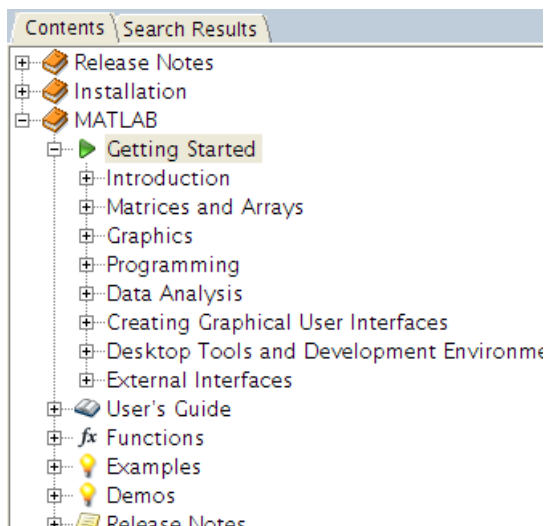 Contents Search Results
Release Notes
Installation
MATLAB
Getting Started
Introduction
Matrices and Arrays
Graphics
Programming
Data Analysis
Creating Graphical User Interfaces
Desktop Tools and Development Environme
External Interfaces
User's Guide
fx Functions
Examples
Demos
Release Notes